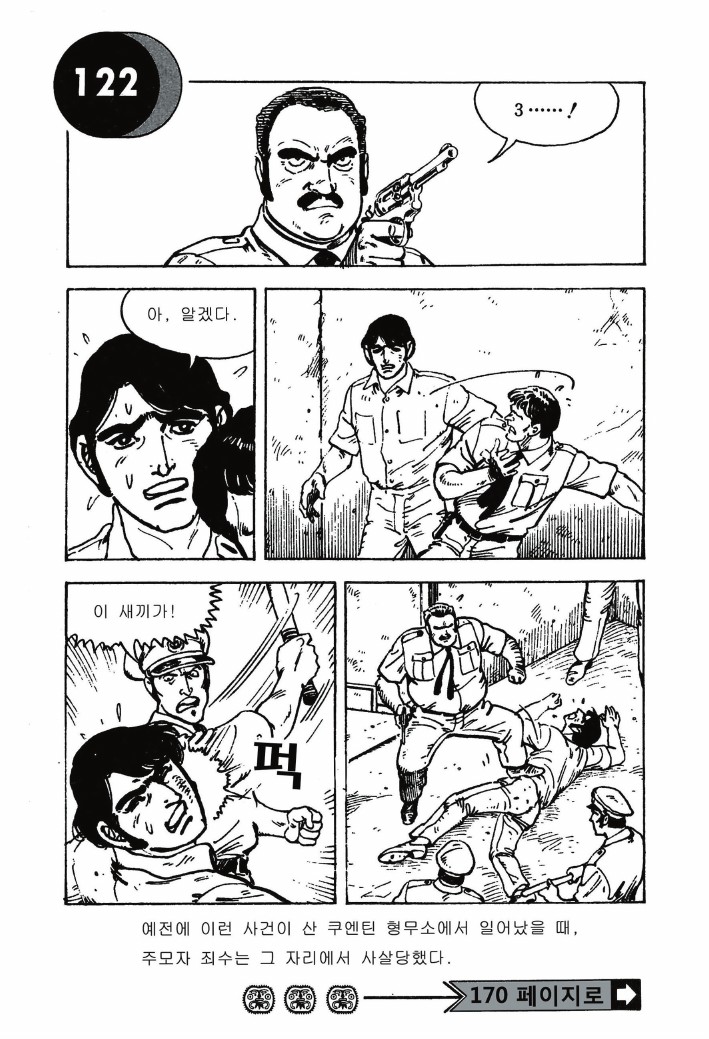 122
3……!
아, 알겠다.
이 새끼가!
퍽
예전에 이런 사건이 산 쿠엔틴 형무소에서 일어났을 때,
주모자 죄수는 그 자리에서 사살당했다.
170 페이지로